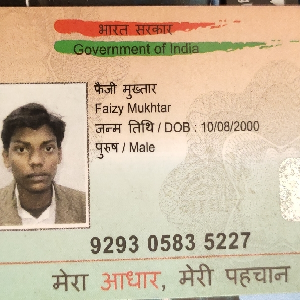 भारत सरकार
Government of India
फैजी मुख्तार
Faizy Mukhtar
जन्म तिथि / DOB : 10/08/2000
पुरुष / Male
9293 0583 5227
मेरा आधार, मेरी पहचान